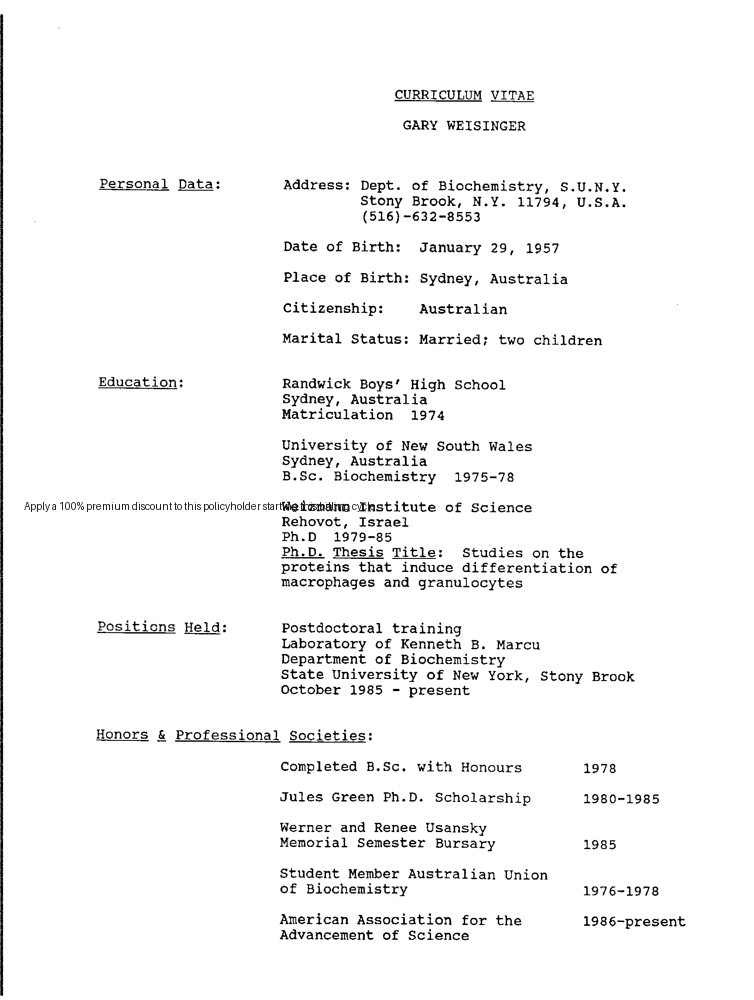 CURRICULUM VITAE
GARY WEISINGER
Personal Data:
Address: Dept. of Biochemistry, S.U.N.Y.
Stony Brook, N.Y. 11794, U.S.A.
(516)-632-8553
Date of Birth: January 29, 1957
Place of Birth: Sydney, Australia
Citizenship: Australian
Marital Status: Married; two children
Education:
Randwick Boys' High School
Sydney, Australia
Matriculation 1974
University of New South Wales
Sydney, Australia
B.Sc. Biochemistry 1975-78
Apply a 100% premium discount to this policyholder
Weizmann Institute of Science
Rehovot, Israel
Ph.D 1979-85
Ph.D. Thesis Title: Studies on the
proteins that induce differentiation of
macrophages and granulocytes
Positions Held:
Postdoctoral training
Laboratory of Kenneth B. Marcu
Department of Biochemistry
State University of New York, Stony Brook
October 1985 - present
Honors & Professional Societies:
Completed B.Sc. with Honours 1978
Jules Green Ph.D. Scholarship 1980-1985
Werner and Renee Usansky
Memorial Semester Bursary 1985
Student Member Australian Union
of Biochemistry 1976-1978
American Association for the 1986-present
Advancement of Science